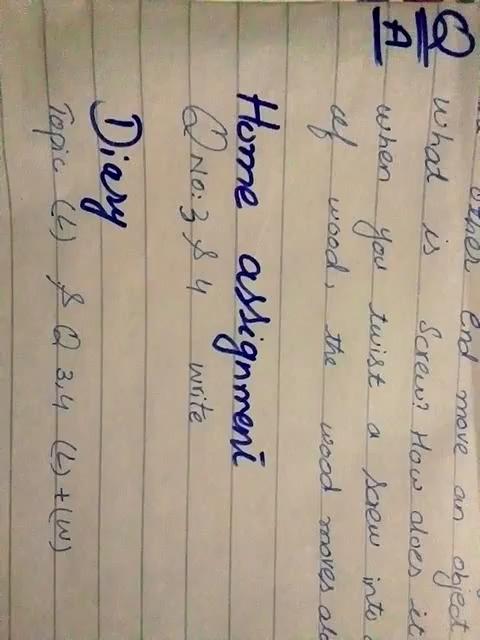 other end move an object
Q What is screw? How does it
A when you twist a screw into
of wood, the wood moves
Home assignment
Q No: 3 & 4 write
Diary
Topic (L) & Q 3,4 (L)+(W)